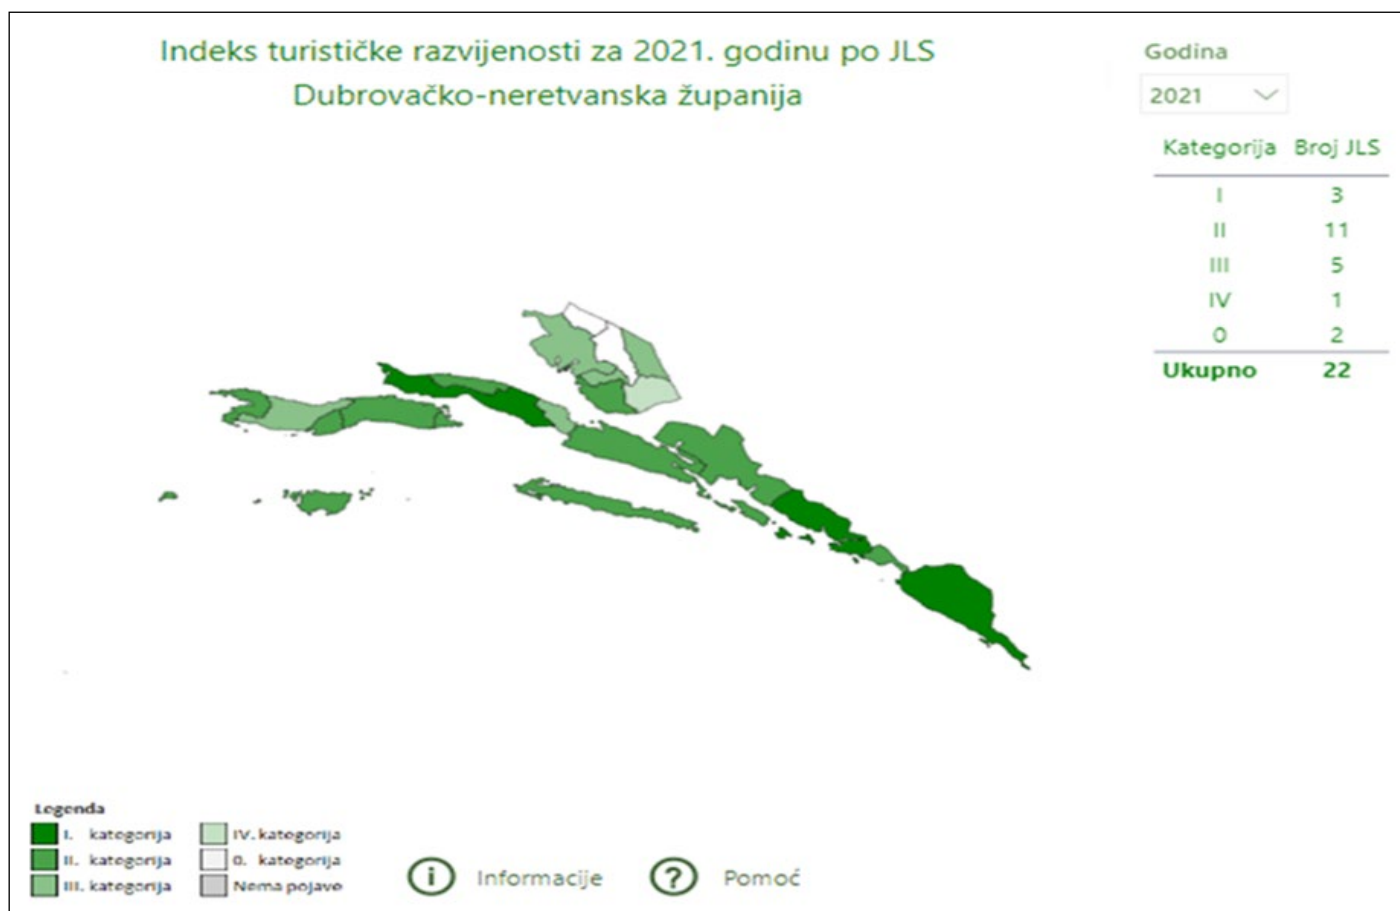 Indeks turističke razvijenosti za 2021. godinu po JLS
Dubrovačko-neretvanska županija
Godina
2021
Kategorija Broj JLS
I 3
II 11
III 5
IV 1
0 2
Ukupno 22
Legenda
I. kategorija
II. kategorija
III. kategorija
IV. kategorija
0. kategorija
Nema pojave
i Informacije
? Pomoć